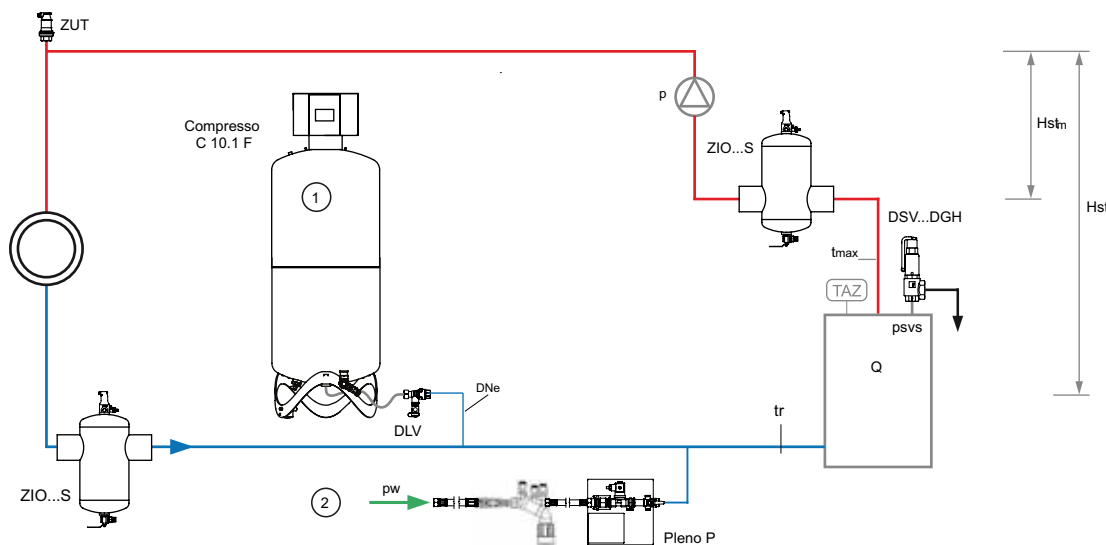 ZUT
p
Hstm
Compresso
C 10.1 F
ZIO...S
1
DSV...DGH
Hst
tmax
TAZ
psvs
Q
DNe
DLV
tr
ZIO...S
pw
2
Pleno P